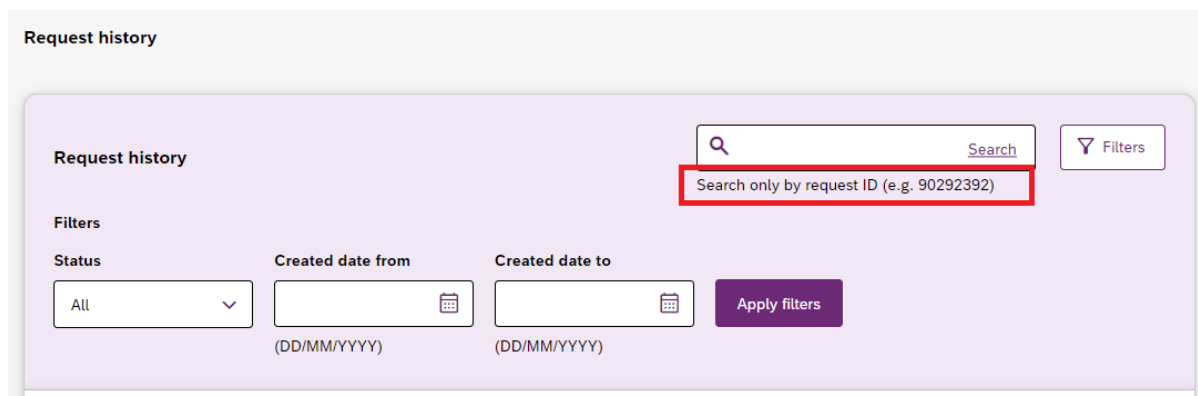 Request history
Request history
Search
Filters
Search only by request ID (e.g. 90292392)
Filters
Status
Created date from
Created date to
All
Apply filters
(DD/MM/YYYY)
(DD/MM/YYYY)